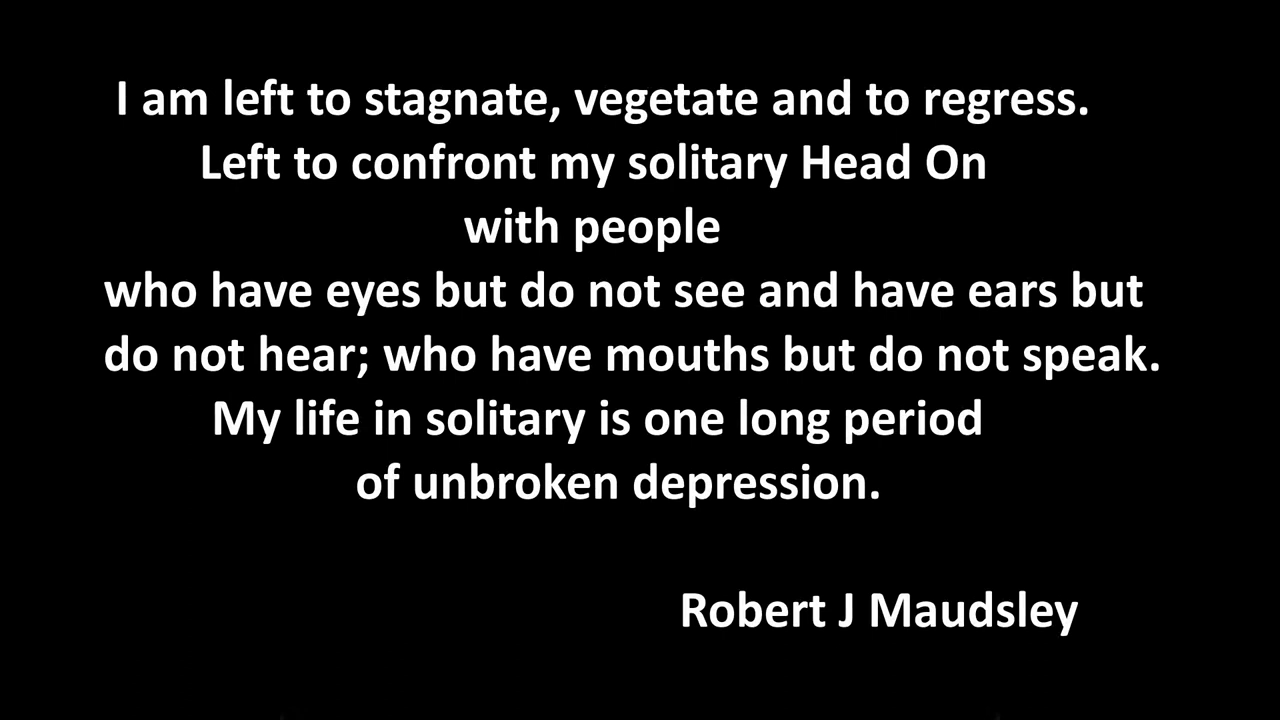 I am left to stagnate, vegetate and to regress.
Left to confront my solitary Head On
with people
who have eyes but do not see and have ears but
do not hear; who have mouths but do not speak.
My life in solitary is one long period
of unbroken depression.
Robert J Maudsley